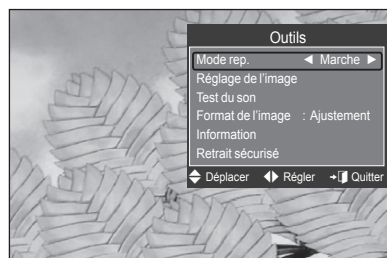 Outils
Mode rep. ◀ Marche ▶
Réglage de l'image
Test du son
Format de l'image : Ajustement
Information
Retrait sécurisé
Déplacer Régler Quitter